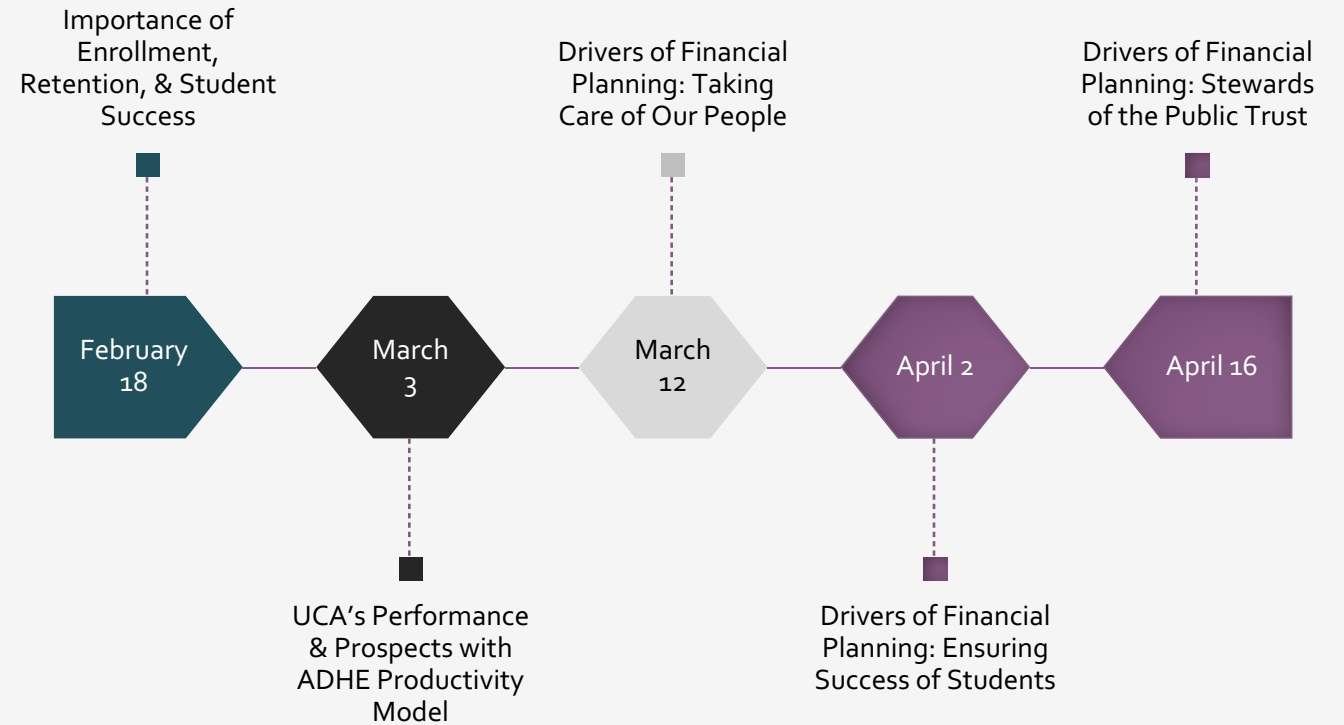 Importance of
Enrollment,
Retention, & Student
Success
Drivers of Financial
Planning: Taking
Care of Our People
Drivers of Financial
Planning: Stewards
of the Public Trust
February
18
March
3
March
12
April 2
April 16
UCA’s Performance
& Prospects with
ADHE Productivity
Model
Drivers of Financial
Planning: Ensuring
Success of Students